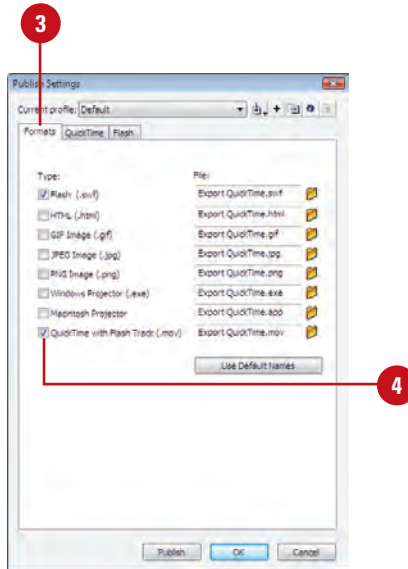 3
Publish Settings
Current profile: Default
Formats QuickTime Flash
Type: File:
Flash (.swf) Export QuickTime.swf
HTML (.html) Export QuickTime.html
GIF Image (.gif) Export QuickTime.gif
JPEG Image (.jpg) Export QuickTime.jpg
PNG Image (.png) Export QuickTime.png
Windows Projector (.exe) Export QuickTime.exe
Macintosh Projector Export QuickTime.app
QuickTime with Flash Track (.mov) Export QuickTime.mov
Use Default Names
4
Publish OK Cancel